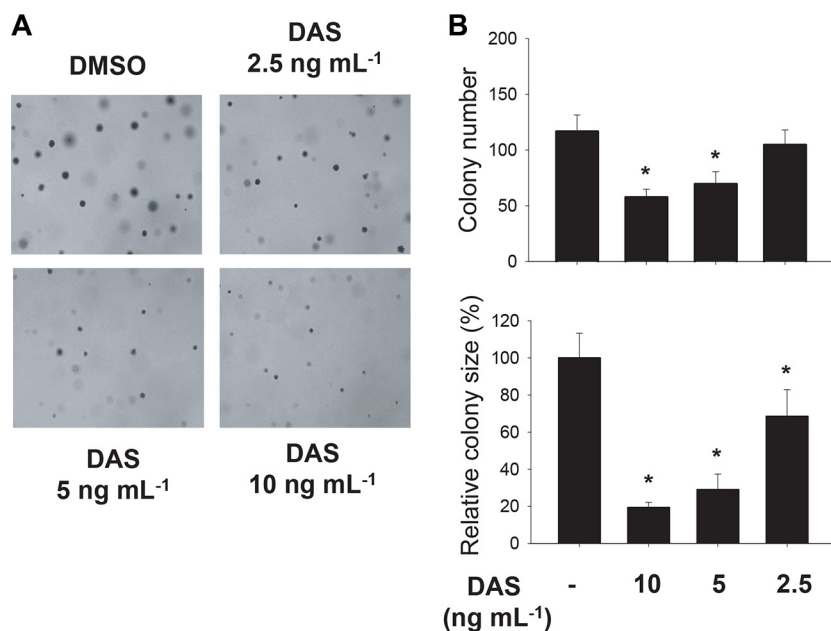 A
DMSO
DAS
2.5 ng mL-1
DAS
5 ng mL-1
DAS
10 ng mL-1
B
Colony number
200
150
100
50
0
*
*
Relative colony size (%)
120
100
80
60
40
20
0
*
*
*
DAS
(ng mL-1)
-
10
5
2.5